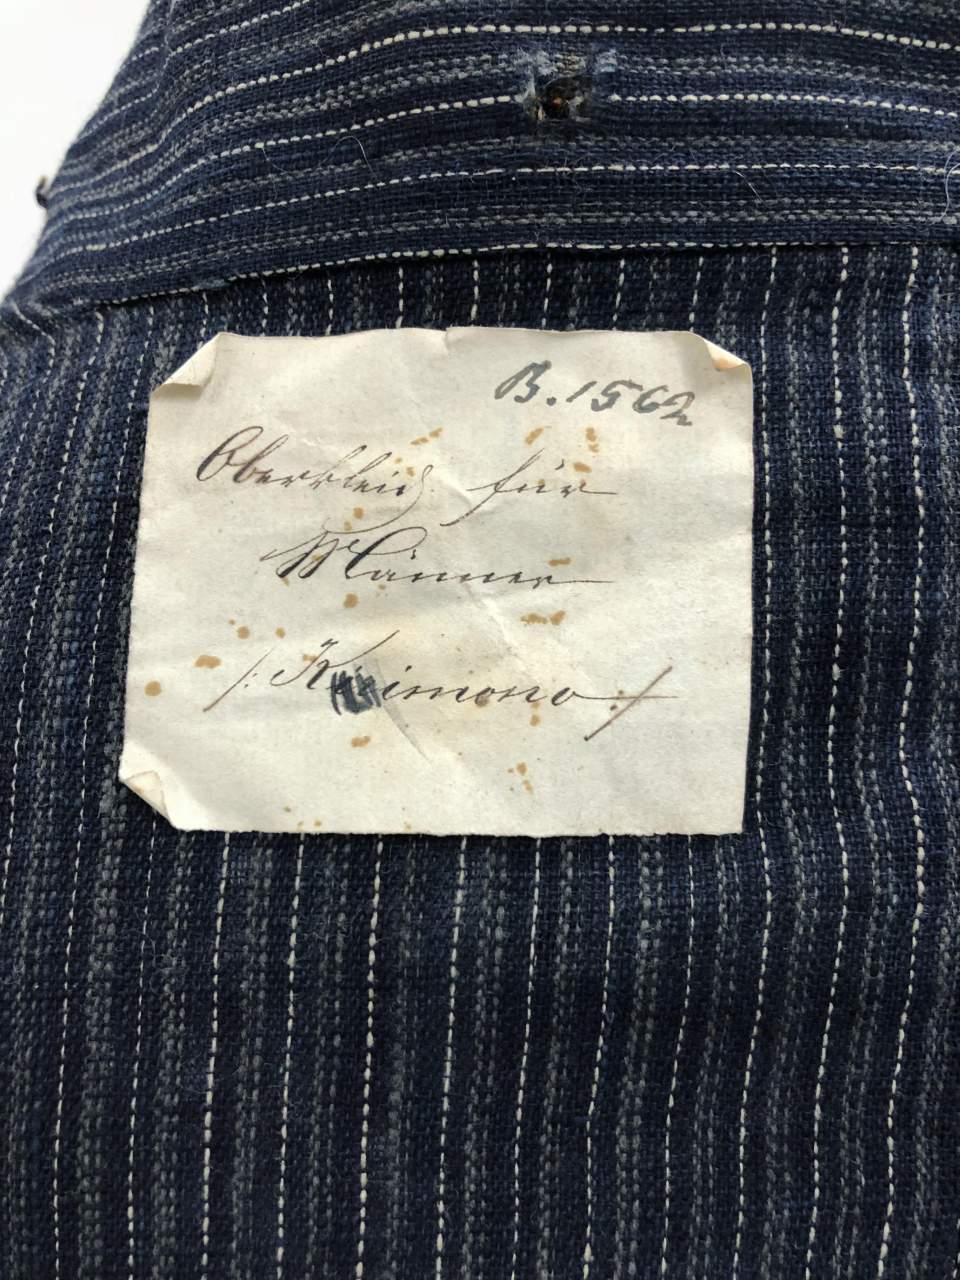 B. 1562
Oberkleid für
Männer
/: Kimono :/